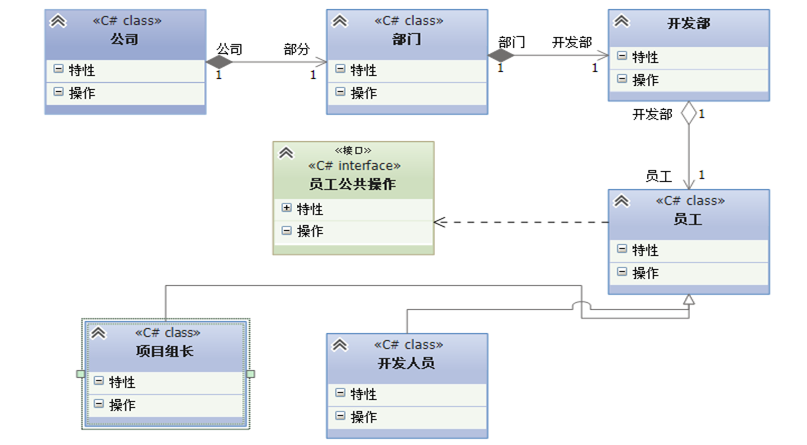 «C# class»
公司
特性
操作
公司
1
部分
1
«C# class»
部门
特性
操作
部门
1
开发部
1
开发部
特性
操作
开发部
1
员工
1
«接口»
«C# interface»
员工公共操作
特性
操作
«C# class»
员工
特性
操作
«C# class»
项目组长
特性
操作
«C# class»
开发人员
特性
操作